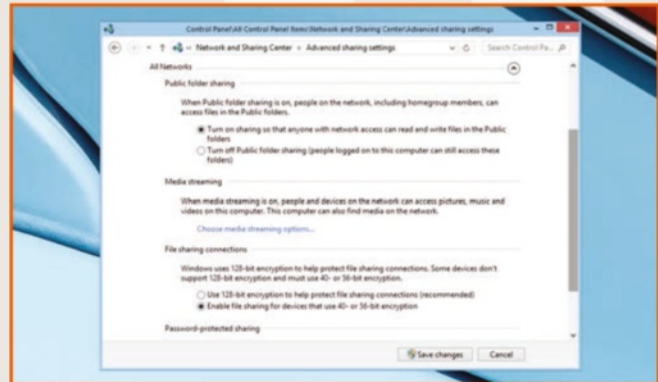 Control Panel\All Control Panel Items\Network and Sharing Center\Advanced sharing settings
Network and Sharing Center Advanced sharing settings
Search Control Pa...
All Networks
Public folder sharing
When Public folder sharing is on, people on the network, including homegroup members, can
access files in the Public folders.
Turn on sharing so that anyone with network access can read and write files in the Public
folders
Turn off Public folder sharing (people logged on to this computer can still access these
folders)
Media streaming
When media streaming is on, people and devices on the network can access pictures, music and
videos on this computer. This computer can also find media on the network.
Choose media streaming options...
File sharing connections
Windows uses 128-bit encryption to help protect file sharing connections. Some devices don't
support 128-bit encryption and must use 40- or 56-bit encryption.
Use 128-bit encryption to help protect file sharing connections (recommended)
Enable file sharing for devices that use 40- or 56-bit encryption
Password-protected sharing
Save changes Cancel